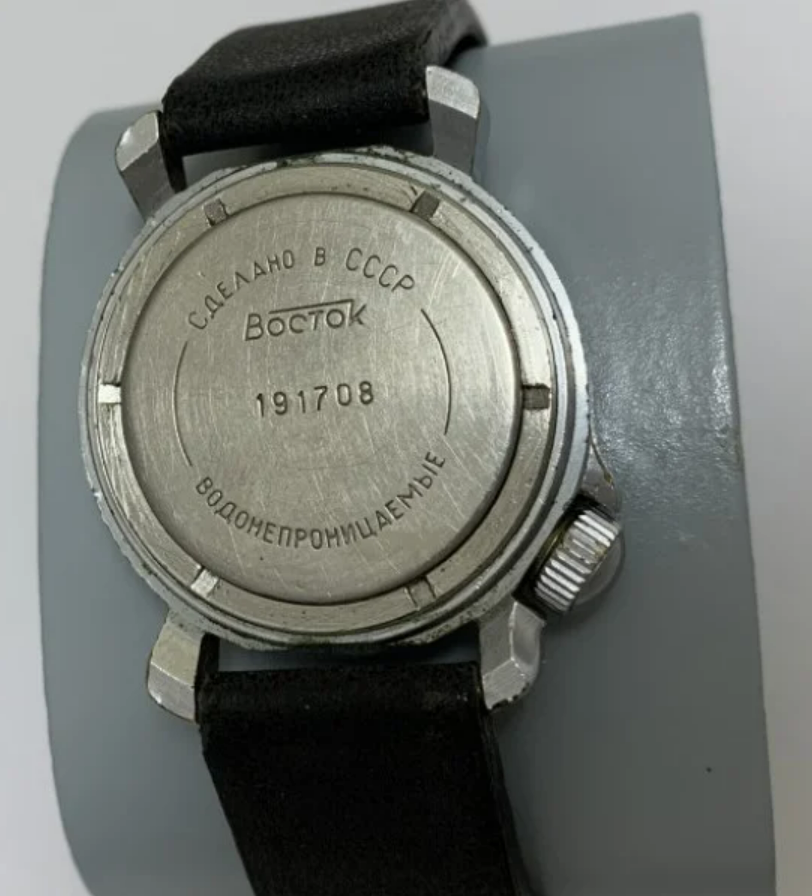 СДЕЛАНО В СССР
Восток
191708
ВОДОНЕПРОНИЦАЕМЫЕ